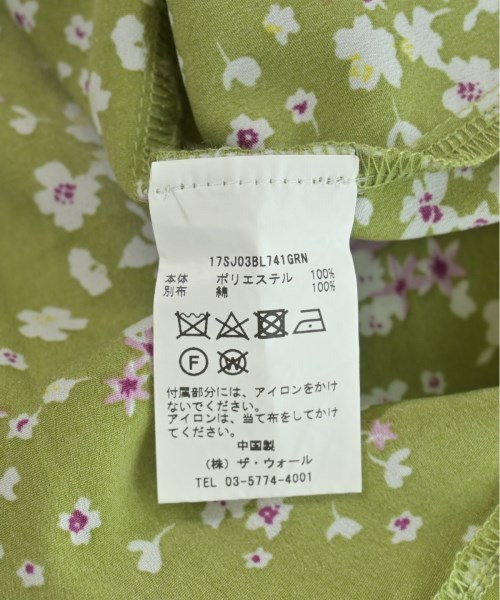 17SJ03BL741GRN
本体 ポリエステル 100%
別布 綿 100%
F W
付属部分には、アイロンをかけ
ないでください。
アイロンは、当て布をしてかけ
てください。
中国製
（株）ザ・ウォール
TEL 03-5774-4001